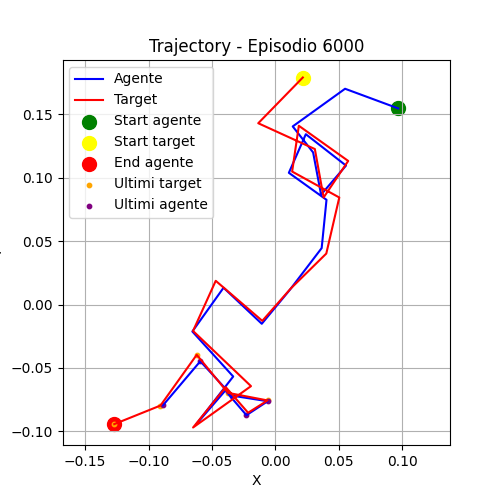 Trajectory - Episodio 6000
Agente
Target
Start agente
Start target
End agente
Ultimi target
Ultimi agente
0.15
0.10
0.05
0.00
−0.05
−0.10
−0.15 −0.10 −0.05 0.00 0.05 0.10
X